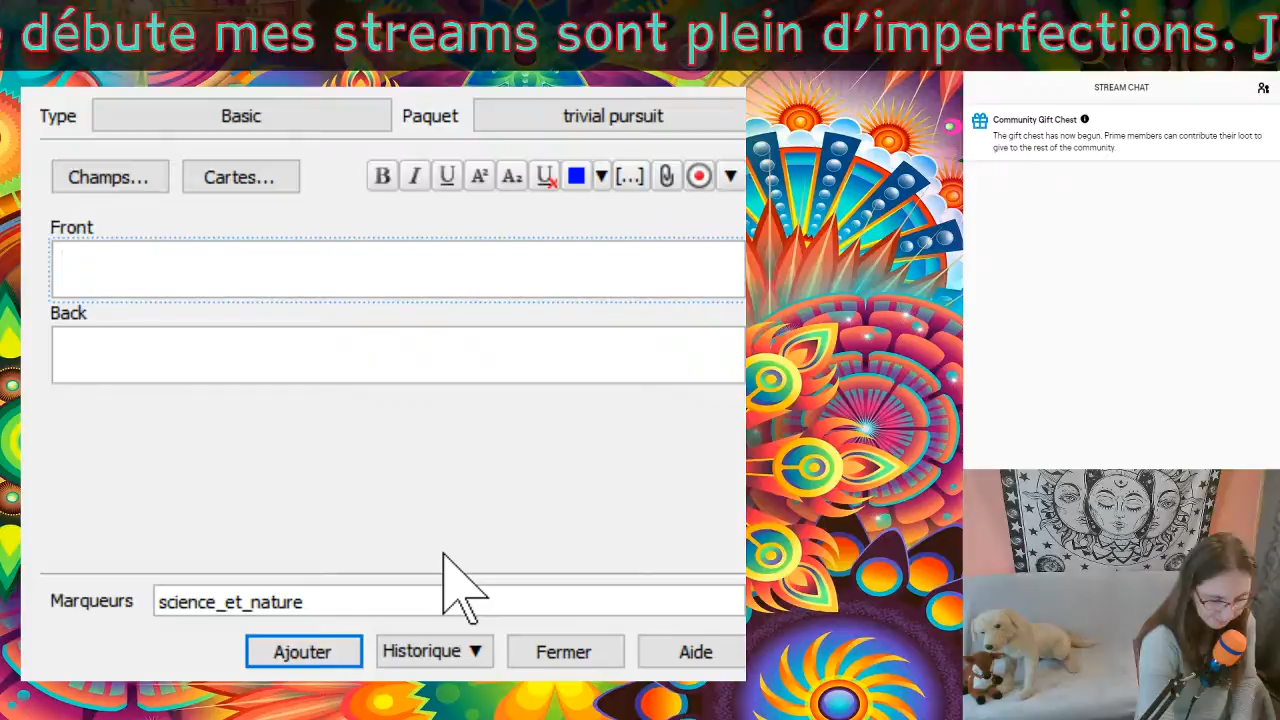 débute mes streams sont plein d’imperfections. J
Type Basic Paquet trivial pursuit
Champs... Cartes... B I U A² A₂ U [...]
Front
Back
Marqueurs science_et_nature
Ajouter Historique ▼ Fermer Aide
STREAM CHAT
Community Gift Chest
The gift chest has now begun. Prime members can contribute their loot to
give to the rest of the community.